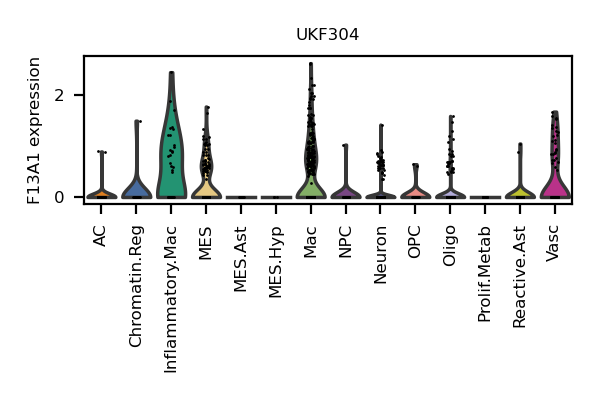 UKF304
F13A1 expression
2
0
AC
Chromatin.Reg
Inflammatory.Mac
MES
MES.Ast
MES.Hyp
Mac
NPC
Neuron
OPC
Oligo
Prolif.Metab
Reactive.Ast
Vasc